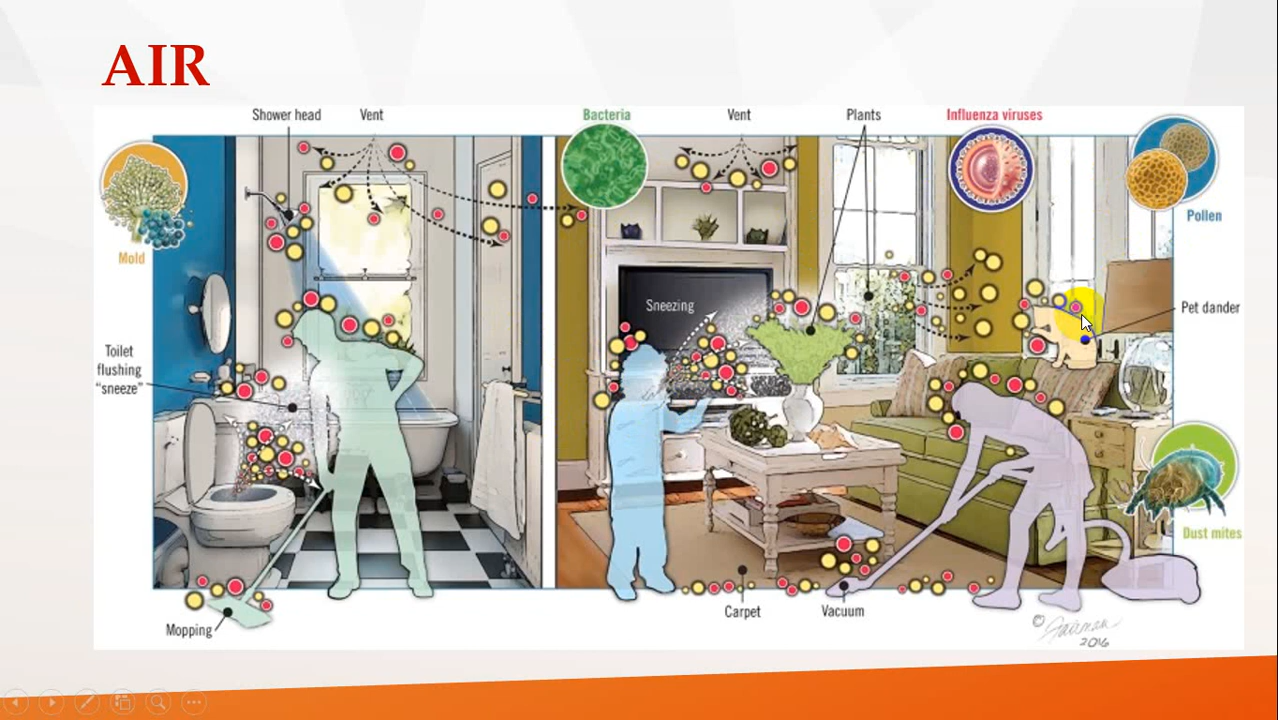 AIR
Shower head
Vent
Bacteria
Vent
Plants
Influenza viruses
Mold
Pollen
Sneezing
Pet dander
Toilet
flushing
“sneeze”
Dust mites
Carpet
Vacuum
Mopping
©
2016